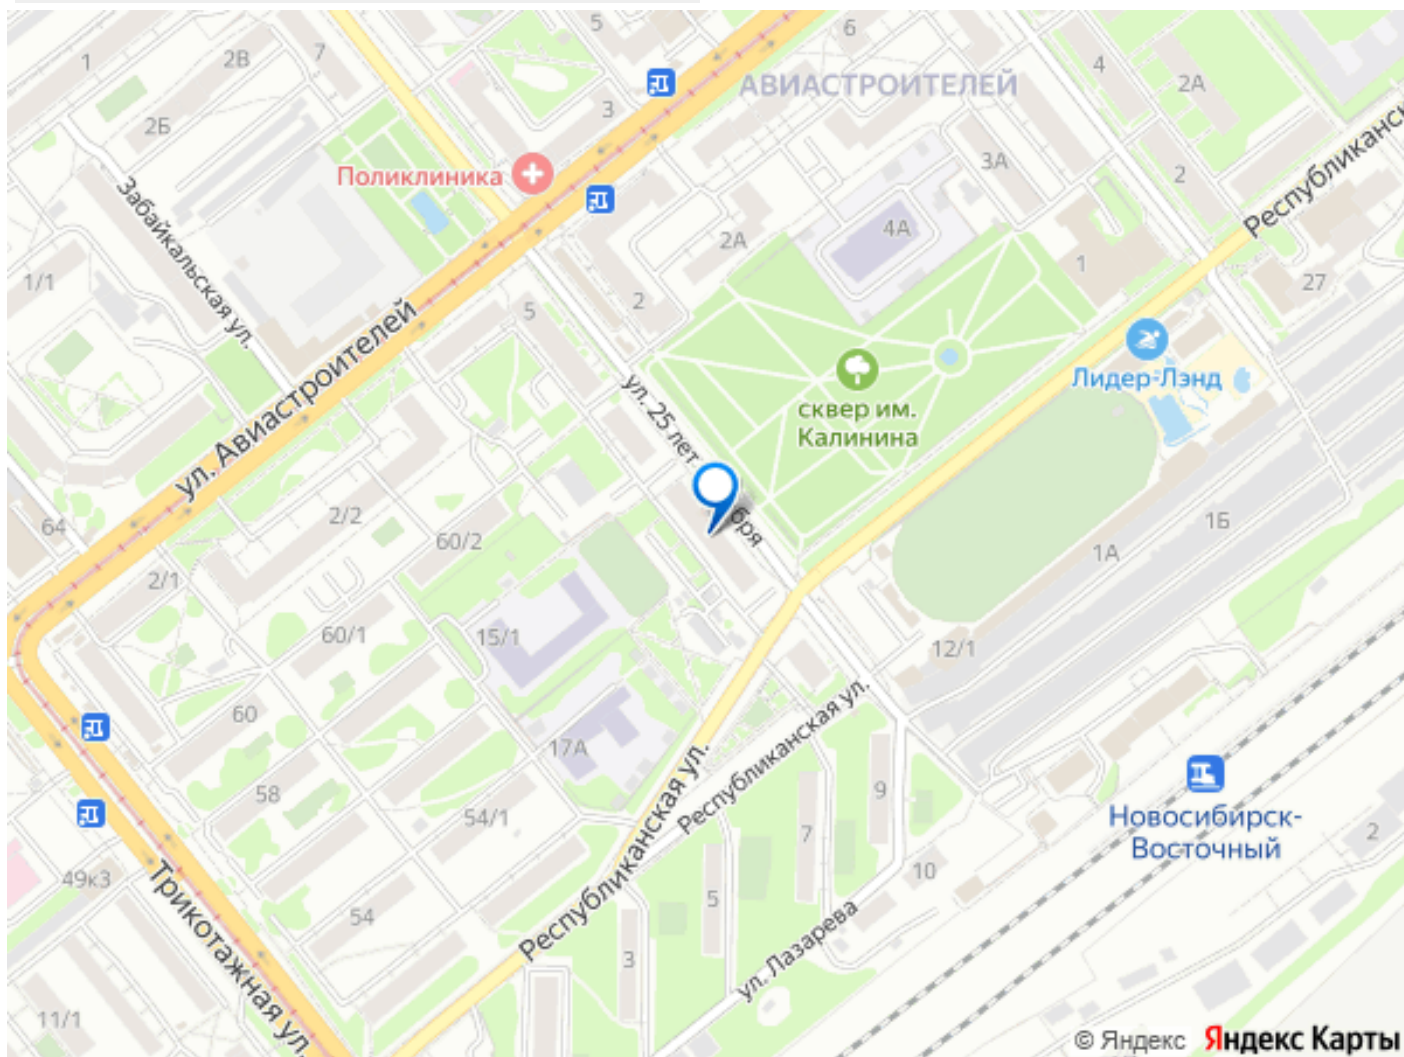 1
2В
7
5
6
АВИАСТРОИТЕЛЕЙ
4
2А
2Б
3
3А
2
Поликлиника
Забайкальская ул.
Республиканск
1/1
2А
4А
1
27
5
2
ул. Авиастроителей
ул. 25 лет
бря
сквер им.
Калинина
Лидер-Лэнд
64
2/2
60/2
2/1
60/1
15/1
1Б
1А
12/1
60
17А
58
54/1
Республиканская ул.
Республиканская ул.
9
7
5
3
10
Новосибирск-
Восточный
2
49к3
54
Трикотажная ул.
ул. Лазарева
11/1
© Яндекс Яндекс Карты